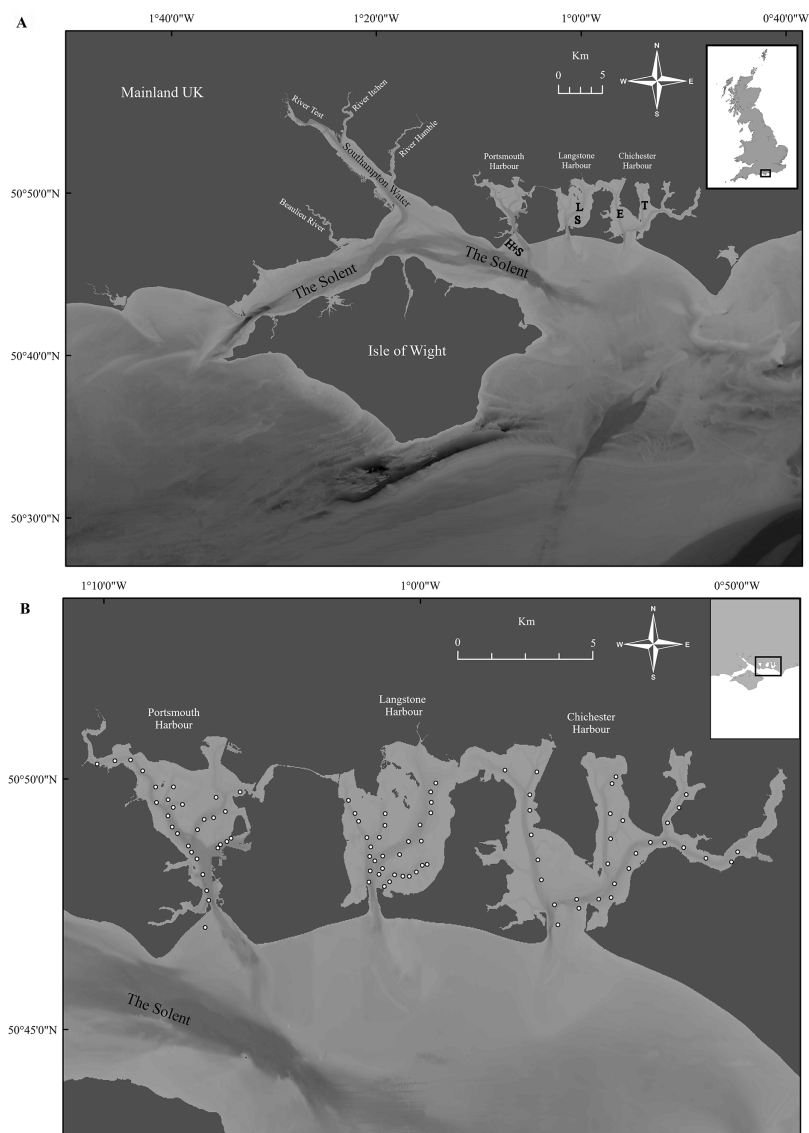 A
1°40'0"W
1°20'0"W
1°0'0"W
0°40'0"W
Km
0
5
N
W
E
S
Mainland UK
River Test
River Itchen
River Hamble
Southampton Water
Beaulieu River
Portsmouth
Harbour
Langstone
Harbour
Chichester
Harbour
L
S
E
T
H+S
50°50'0"N
The Solent
The Solent
Isle of Wight
50°40'0"N
50°30'0"N
B
1°10'0"W
1°0'0"W
0°50'0"W
Km
0
5
N
W
E
S
Portsmouth
Harbour
Langstone
Harbour
Chichester
Harbour
50°50'0"N
The Solent
50°45'0"N